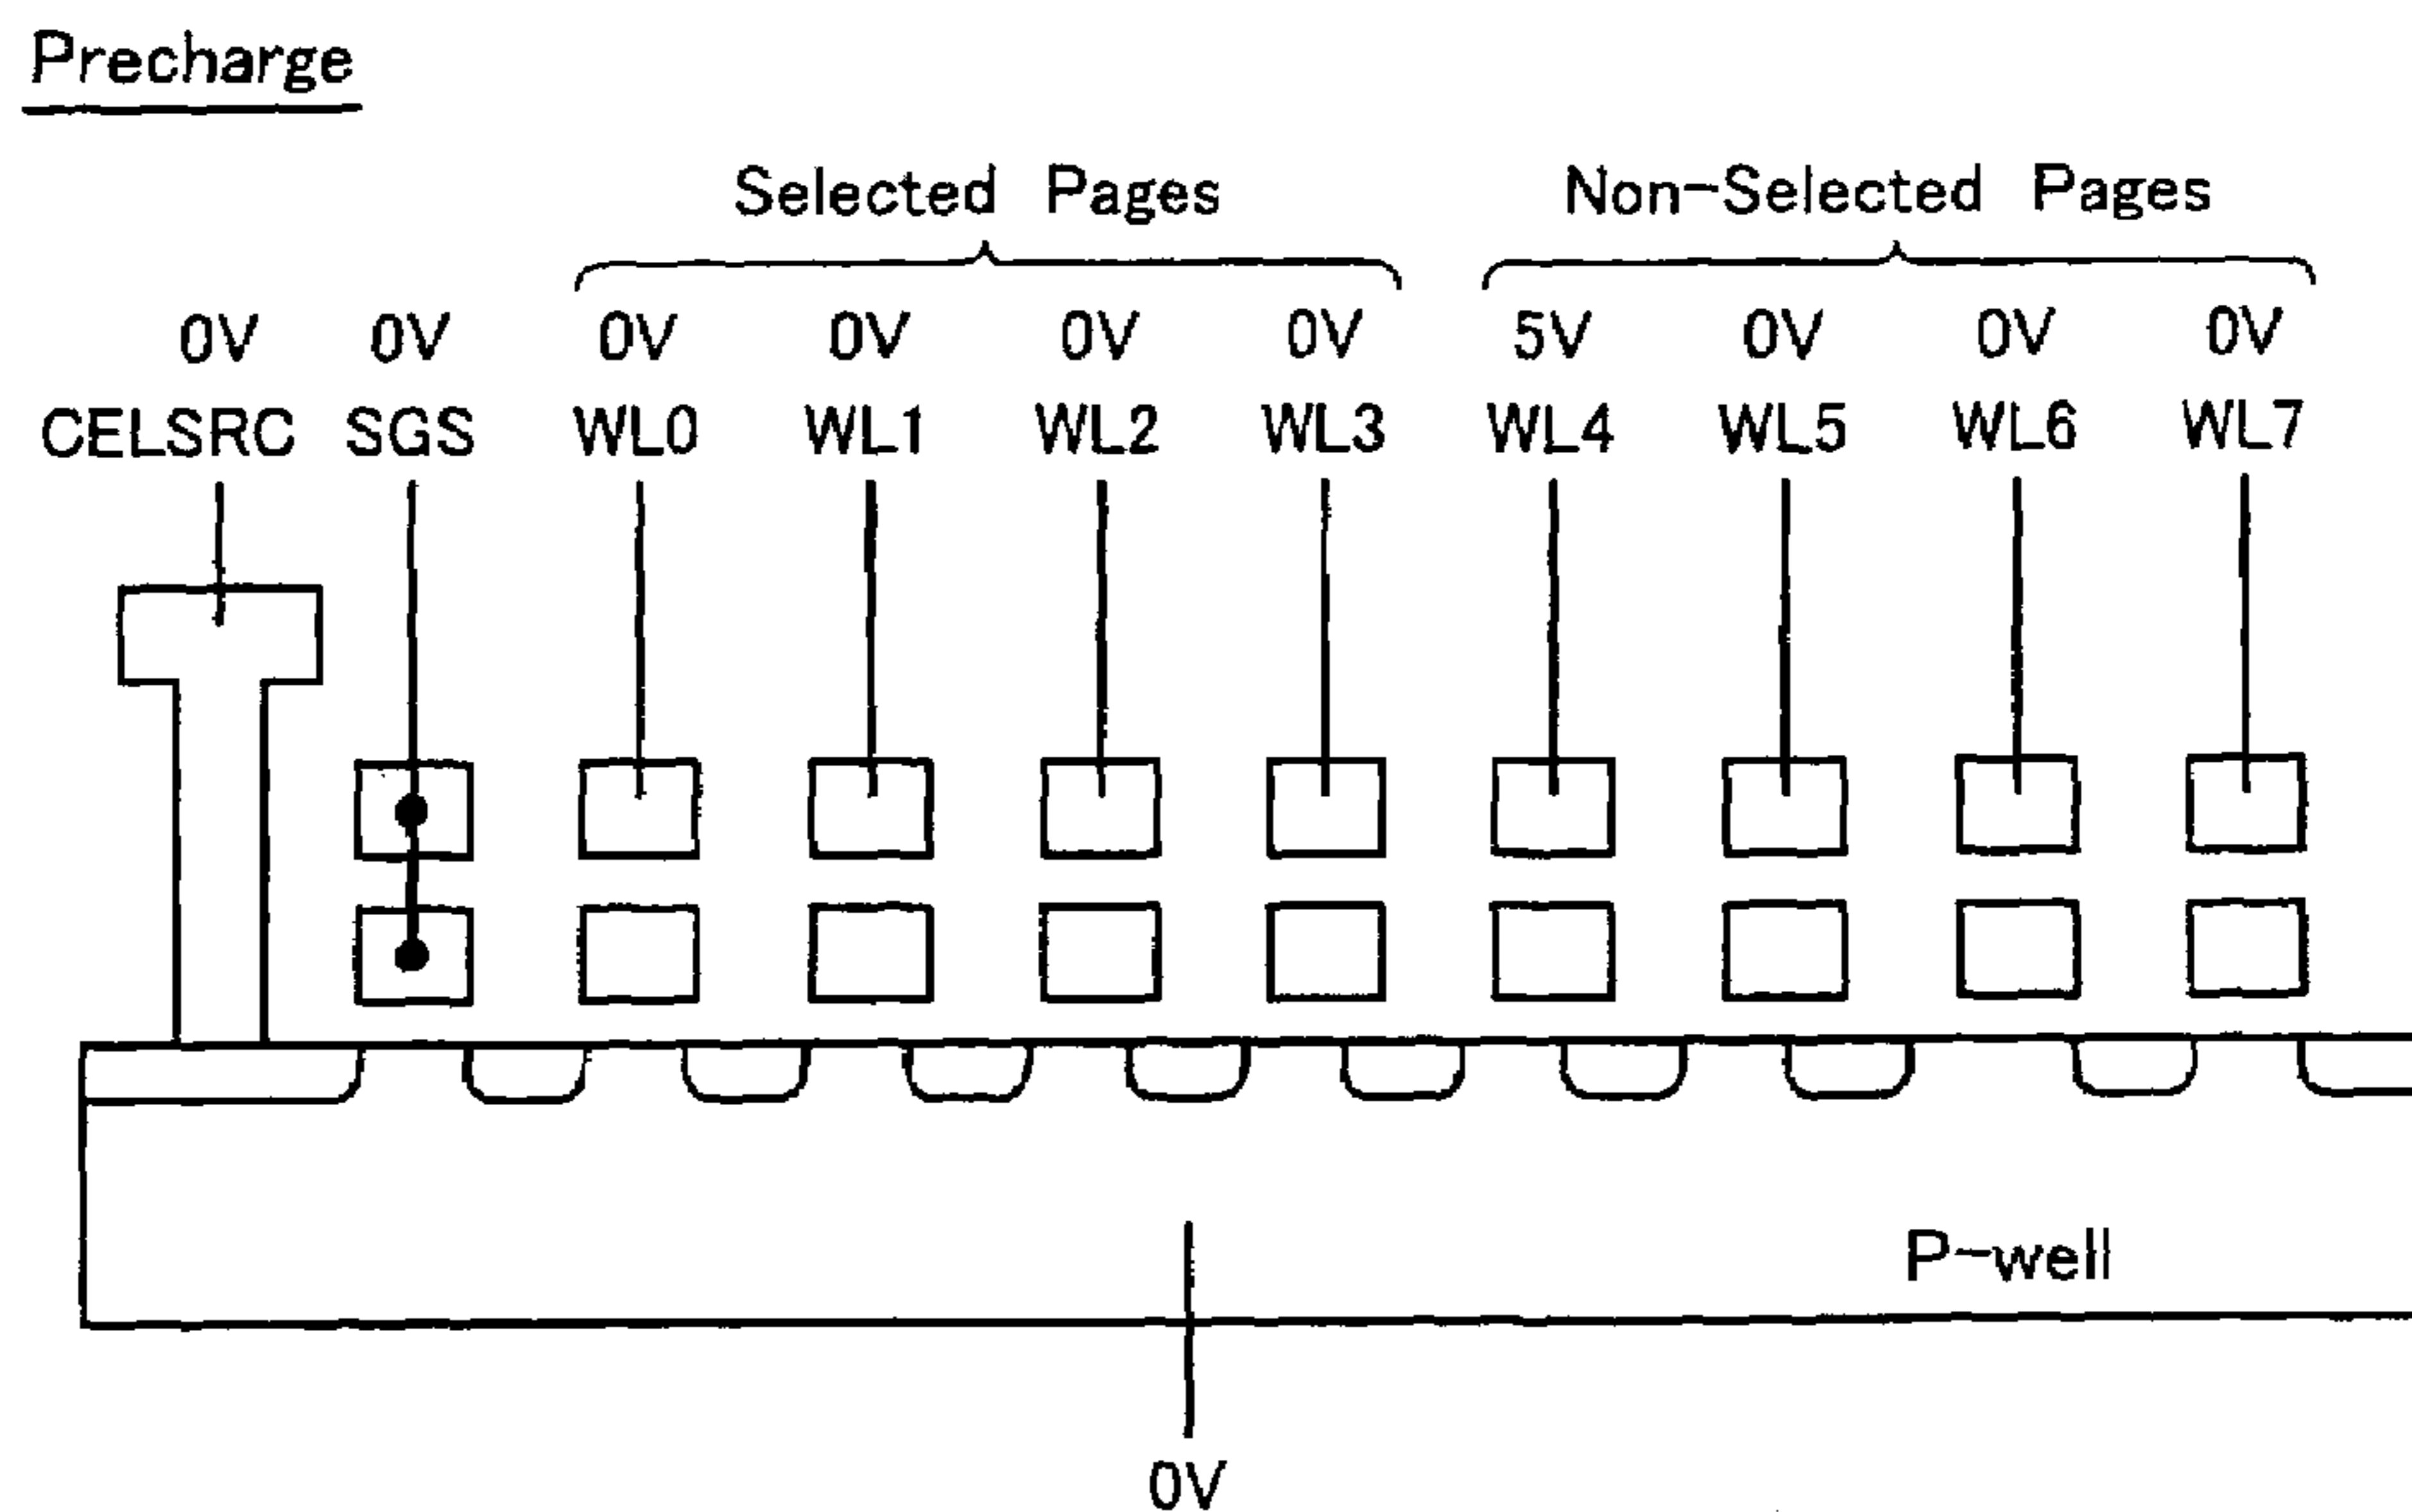 Precharge
Selected Pages Non-Selected Pages
0V 0V 0V 0V 0V 0V 5V 0V 0V 0V
CELSRC SGS WL0 WL1 WL2 WL3 WL4 WL5 WL6 WL7
P-well
0V